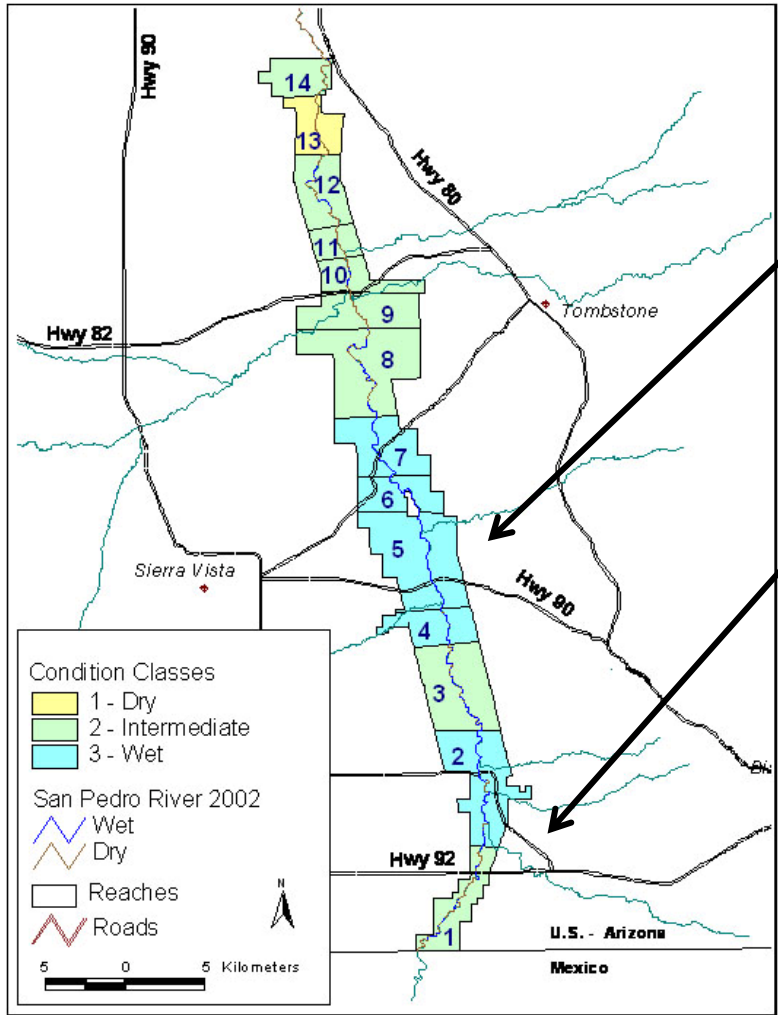 Hwy 90
14
13
Hwy 80
12
11
10
9
Tombstone
Hwy 82
8
7
6
5
Sierra Vista
Hwy 90
4
3
2
Hwy 92
1
U.S. - Arizona
Mexico
Condition Classes
1 - Dry
2 - Intermediate
3 - Wet
San Pedro River 2002
Wet
Dry
Reaches
Roads
N
5 0 5 Kilometers